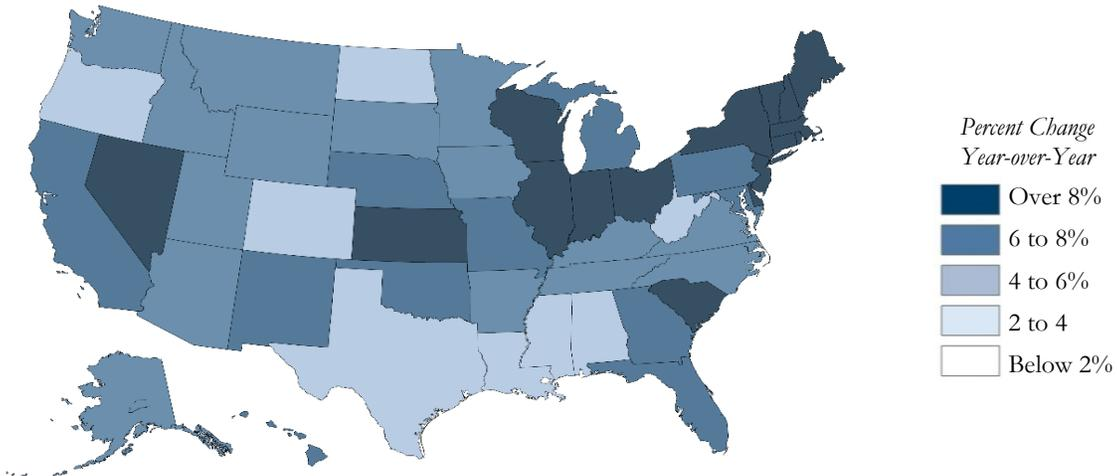 Percent Change
Year-over-Year
Over 8%
6 to 8%
4 to 6%
2 to 4
Below 2%